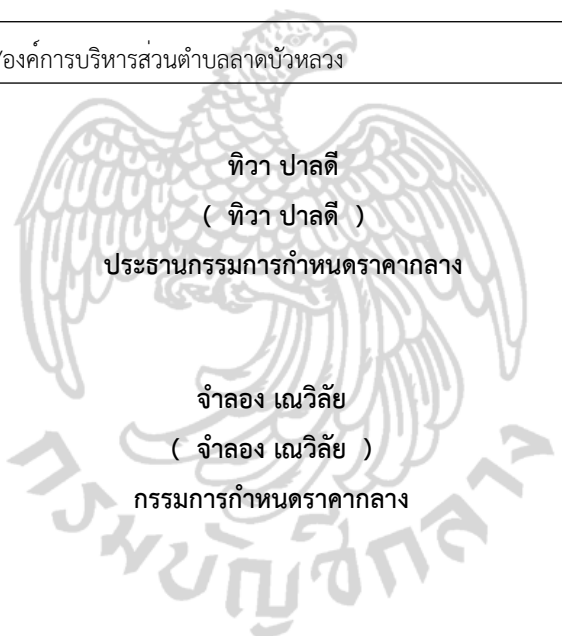 องค์การบริหารส่วนตำบลลาดบัวหลวง
ทิวา ปาลดี
( ทิวา ปาลดี )
ประธานกรรมการกำหนดราคากลาง
จำลอง เณวิลัย
( จำลอง เณวิลัย )
กรรมการกำหนดราคากลาง
กรมบัญชีกลาง